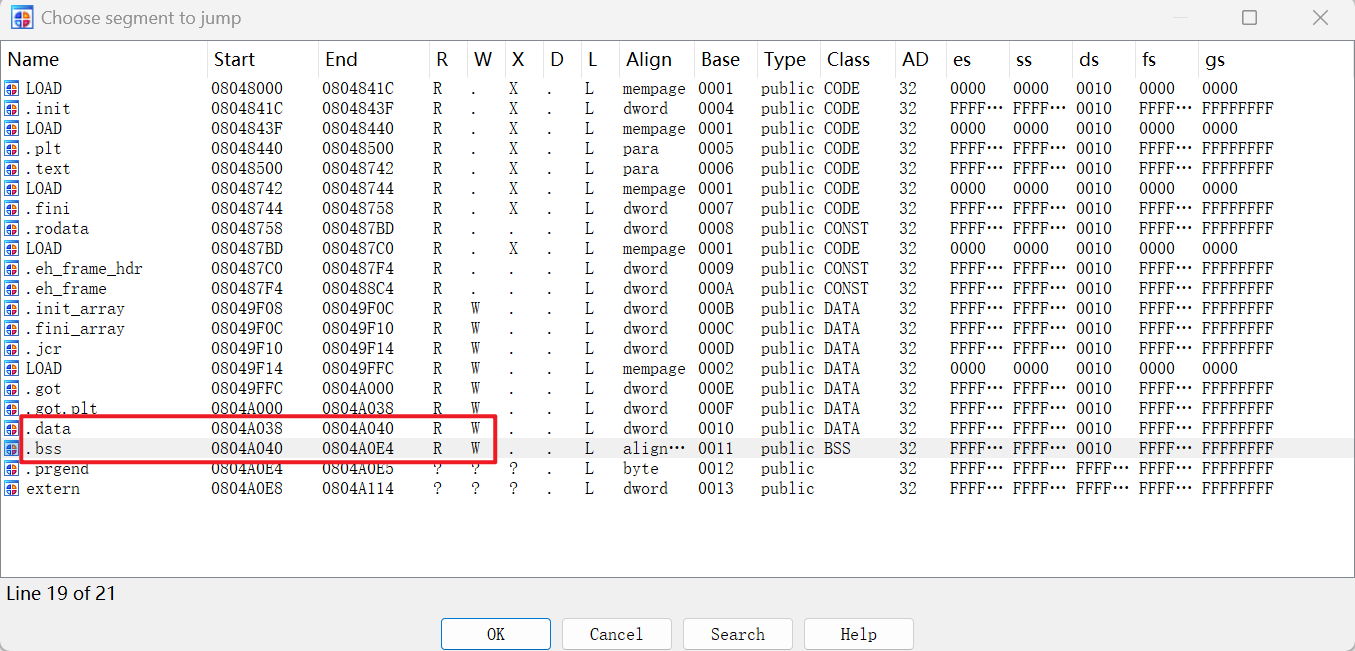 Choose segment to jump
Name Start End R W X D L Align Base Type Class AD es ss ds fs gs
LOAD 08048000 0804841C R . X . L mempage 0001 public CODE 32 0000 0000 0010 0000 0000
.init 0804841C 0804843F R . X . L dword 0004 public CODE 32 FFFF… FFFF… 0010 FFFF… FFFFFFFF
LOAD 0804843F 08048440 R . X . L mempage 0001 public CODE 32 0000 0000 0010 0000 0000
.plt 08048440 08048500 R . X . L para 0005 public CODE 32 FFFF… FFFF… 0010 FFFF… FFFFFFFF
.text 08048500 08048742 R . X . L para 0006 public CODE 32 FFFF… FFFF… 0010 FFFF… FFFFFFFF
LOAD 08048742 08048744 R . X . L mempage 0001 public CODE 32 0000 0000 0010 0000 0000
.fini 08048744 08048758 R . X . L dword 0007 public CODE 32 FFFF… FFFF… 0010 FFFF… FFFFFFFF
.rodata 08048758 080487BD R . . . L dword 0008 public CONST 32 FFFF… FFFF… 0010 FFFF… FFFFFFFF
LOAD 080487BD 080487C0 R . X . L mempage 0001 public CODE 32 0000 0000 0010 0000 0000
.eh_frame_hdr 080487C0 080487F4 R . . . L dword 0009 public CONST 32 FFFF… FFFF… 0010 FFFF… FFFFFFFF
.eh_frame 080487F4 080488C4 R . . . L dword 000A public CONST 32 FFFF… FFFF… 0010 FFFF… FFFFFFFF
.init_array 08049F08 08049F0C R W . . L dword 000B public DATA 32 FFFF… FFFF… 0010 FFFF… FFFFFFFF
.fini_array 08049F0C 08049F10 R W . . L dword 000C public DATA 32 FFFF… FFFF… 0010 FFFF… FFFFFFFF
.jcr 08049F10 08049F14 R W . . L dword 000D public DATA 32 FFFF… FFFF… 0010 FFFF… FFFFFFFF
LOAD 08049F14 08049FFC R W . . L mempage 0002 public DATA 32 0000 0000 0010 0000 0000
.got 08049FFC 0804A000 R W . . L dword 000E public DATA 32 FFFF… FFFF… 0010 FFFF… FFFFFFFF
.got.plt 0804A000 0804A038 R W . . L dword 000F public DATA 32 FFFF… FFFF… 0010 FFFF… FFFFFFFF
.data 0804A038 0804A040 R W . . L dword 0010 public DATA 32 FFFF… FFFF… 0010 FFFF… FFFFFFFF
.bss 0804A040 0804A0E4 R W . . L align… 0011 public BSS 32 FFFF… FFFF… 0010 FFFF… FFFFFFFF
.prgend 0804A0E4 0804A0E5 ? ? ? . L byte 0012 public 32 FFFF… FFFF… FFFF… FFFF… FFFFFFFF
extern 0804A0E8 0804A114 ? ? ? . L dword 0013 public 32 FFFF… FFFF… FFFF… FFFF… FFFFFFFF
Line 19 of 21
OK Cancel Search Help